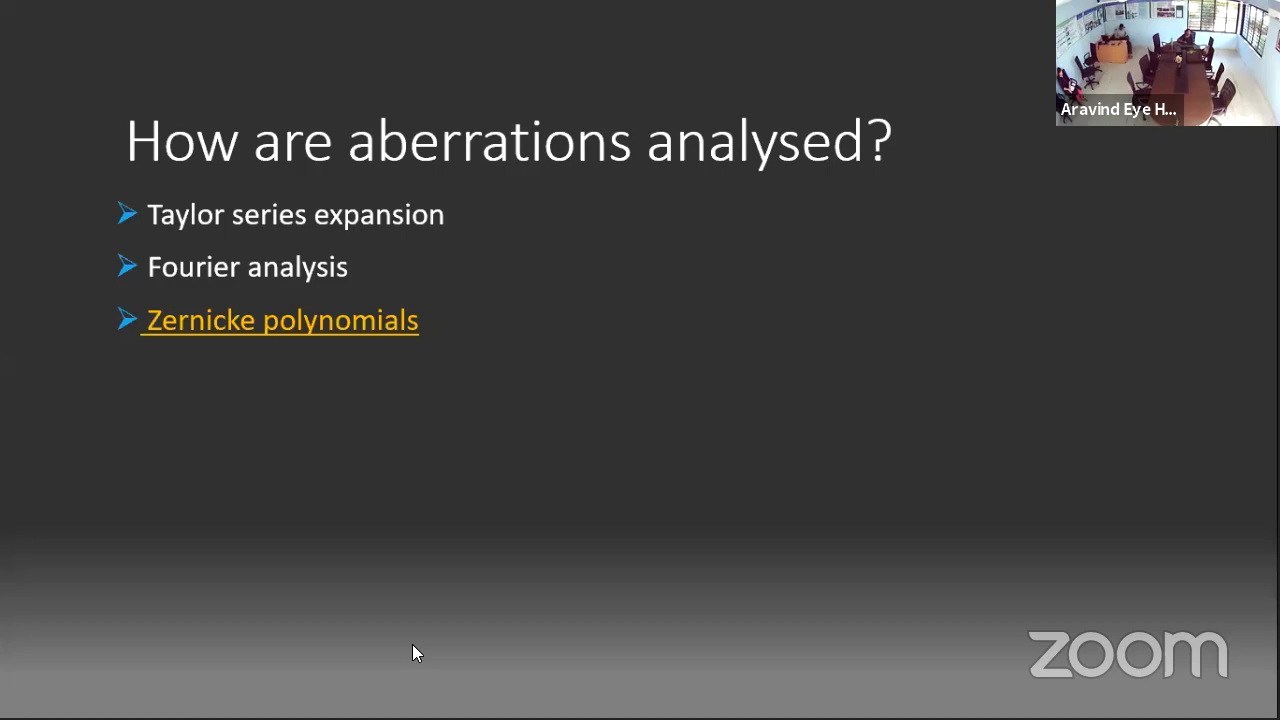 Aravind Eye H...
How are aberrations analysed?
Taylor series expansion
Fourier analysis
Zernicke polynomials
zoom